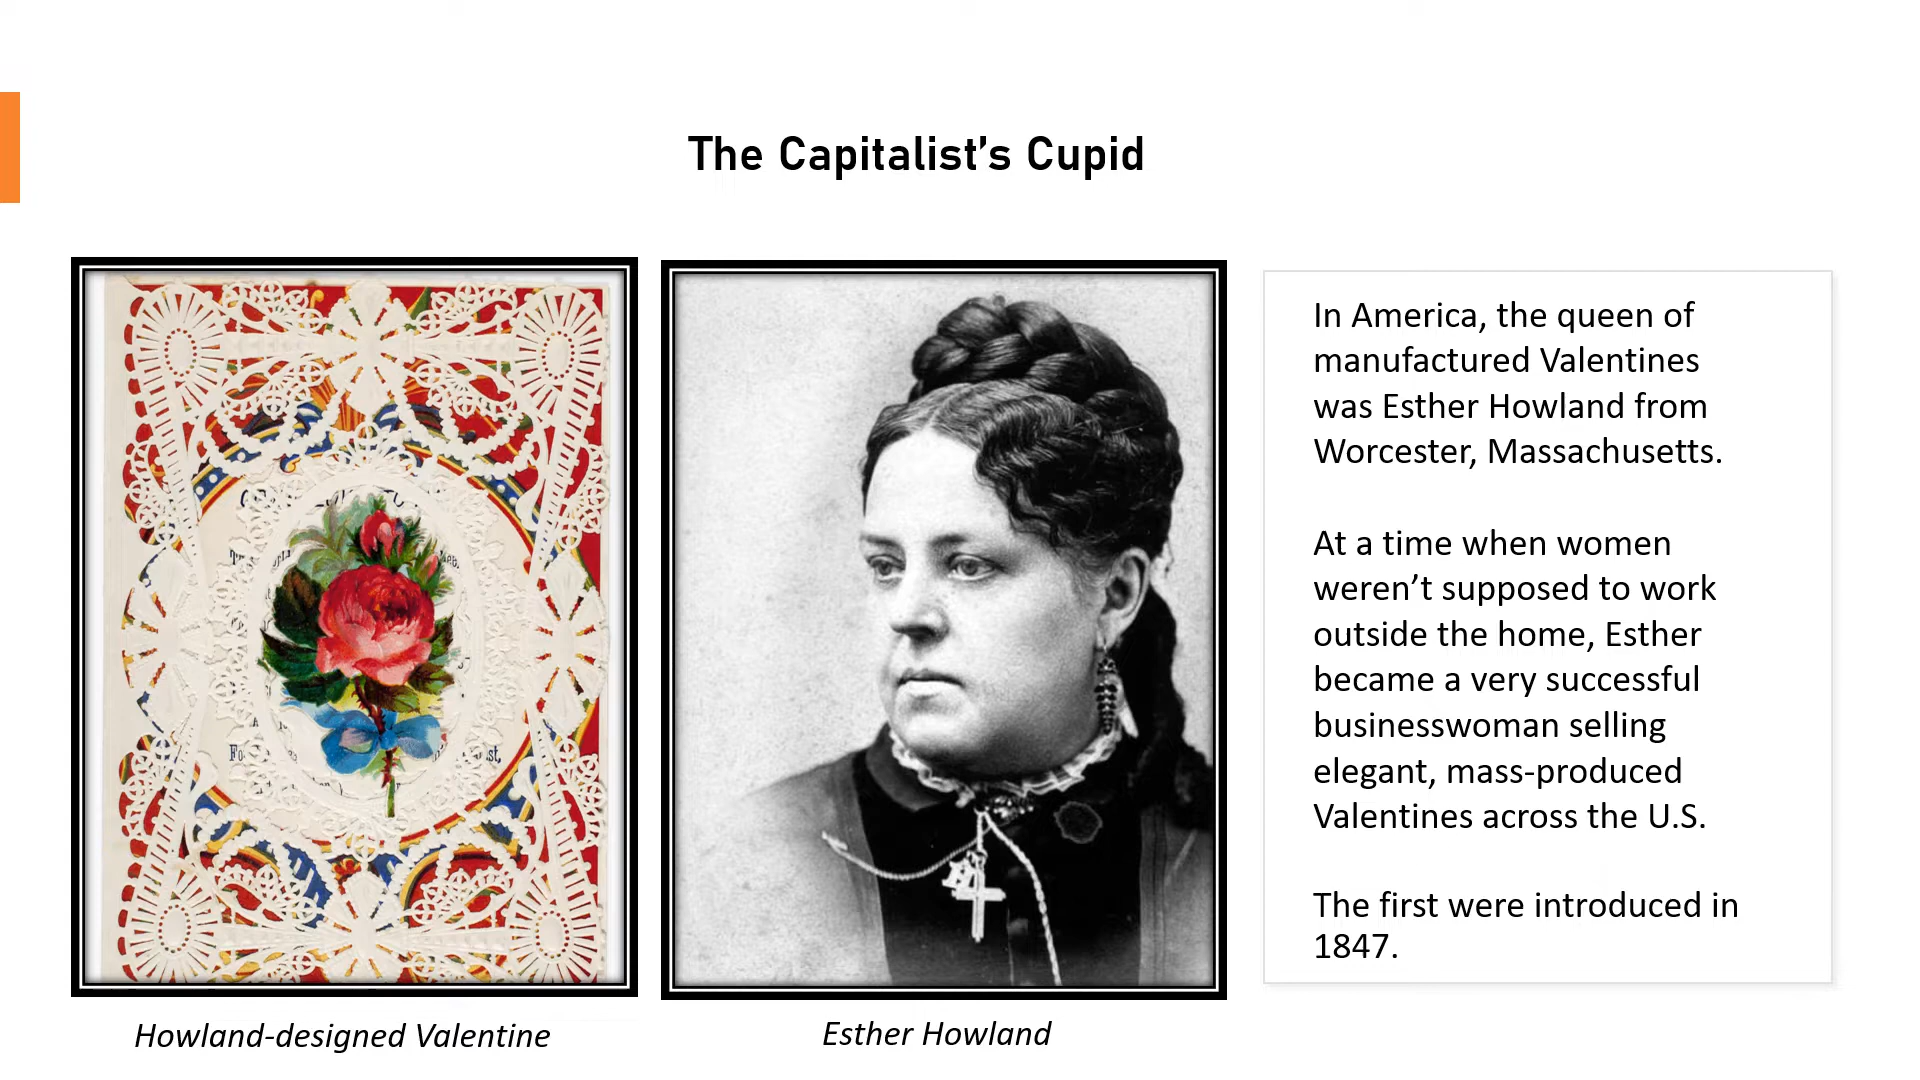 The Capitalist’s Cupid
In America, the queen of
manufactured Valentines
was Esther Howland from
Worcester, Massachusetts.
At a time when women
weren’t supposed to work
outside the home, Esther
became a very successful
businesswoman selling
elegant, mass-produced
Valentines across the U.S.
The first were introduced in
1847.
Howland-designed Valentine
Esther Howland